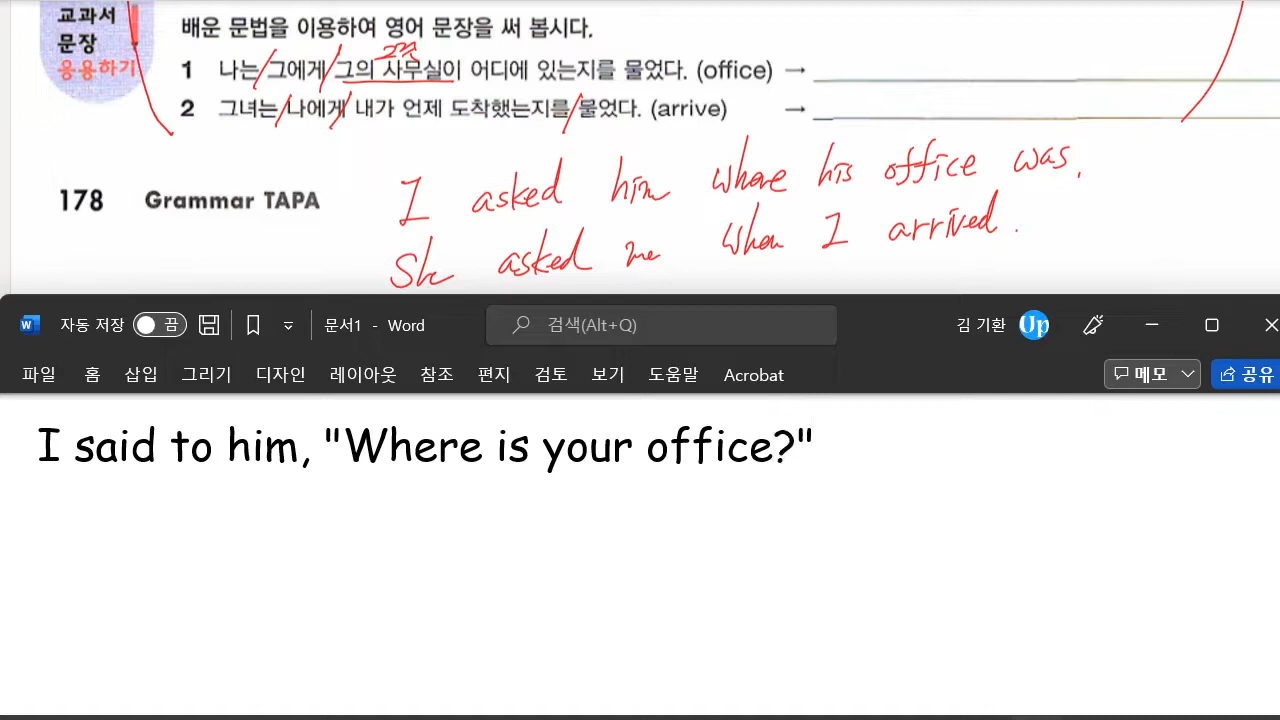 교과서
문장
응용하기
배운 문법을 이용하여 영어 문장을 써 봅시다.
1 나는 그에게 그의 사무실이 어디에 있는지를 물었다. (office) →
2 그녀는 나에게 내가 언제 도착했는지를 물었다. (arrive) →
I asked him where his office was.
178 Grammar TAPA
She asked me when I arrived.
자동 저장 끔 문서1 - Word 검색(Alt+Q) 김 기환 Up
파일 홈 삽입 그리기 디자인 레이아웃 참조 편지 검토 보기 도움말 Acrobat 메모 공유
I said to him, "Where is your office?"